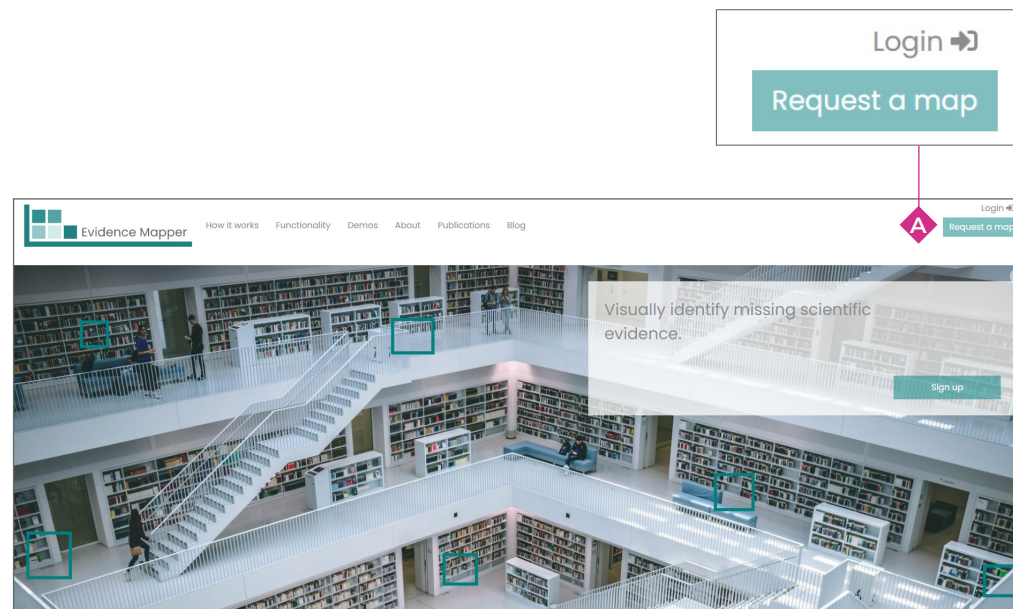 Login
Request a map
Evidence Mapper
How it works Functionality Demos About Publications Blog
A
Login
Request a map
Visually identify missing scientific
evidence.
Sign up